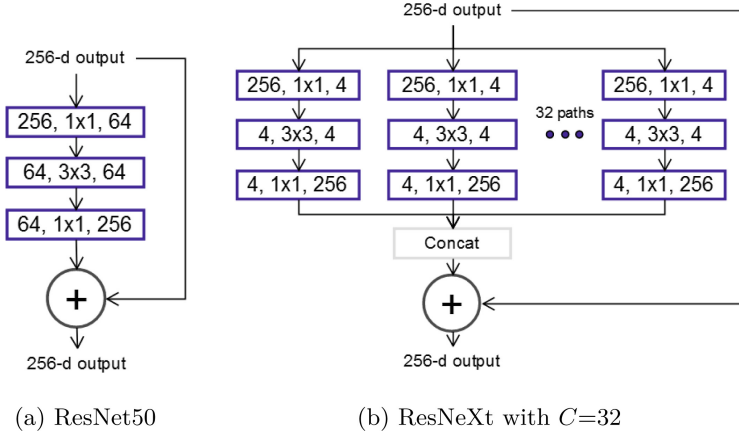 256-d output
256, 1x1, 64
64, 3x3, 64
64, 1x1, 256
+
256-d output
(a) ResNet50
256-d output
256, 1x1, 4
256, 1x1, 4
256, 1x1, 4
32 paths
4, 3x3, 4
4, 3x3, 4
4, 3x3, 4
4, 1x1, 256
4, 1x1, 256
4, 1x1, 256
Concat
+
256-d output
(b) ResNeXt with C=32